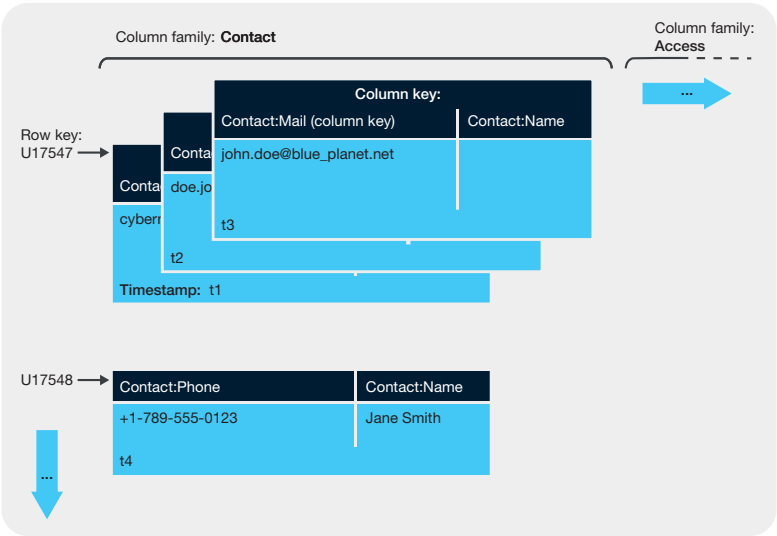 Column family: Contact
Column family:
Access
...
Column key:
Contact:Mail (column key)
Contact:Name
Row key:
U17547
john.doe@blue_planet.net
t3
t2
Timestamp: t1
U17548
Contact:Phone
Contact:Name
+1-789-555-0123
Jane Smith
t4
...